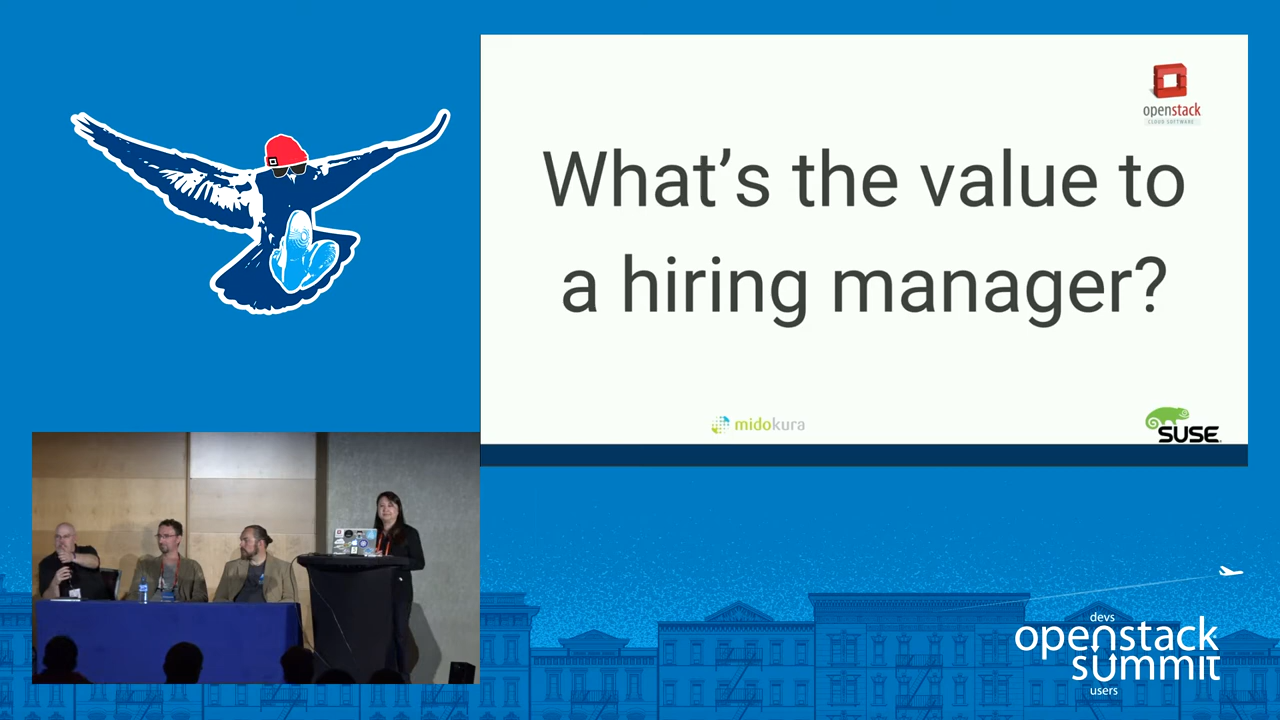 openstack
CLOUD SOFTWARE
What's the value to
a hiring manager?
midokura
SUSE
devs
openstack
summit
users